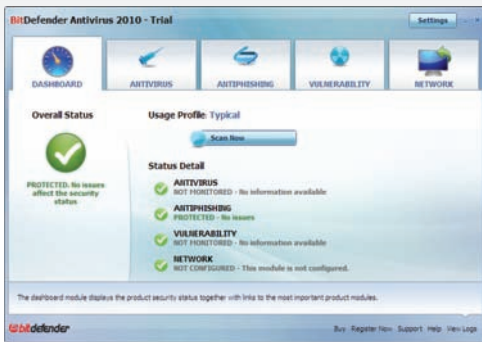 BitDefender Antivirus 2010 - Trial
Settings
DASHBOARD
ANTIVIRUS
ANTIPHISHING
VULNERABILITY
NETWORK
Overall Status
PROTECTED. No issues
affect the security
status
Usage Profile: Typical
Scan Now
Status Detail
ANTIVIRUS
NOT MONITORED - No information available
ANTIPHISHING
PROTECTED - No issues
VULNERABILITY
NOT MONITORED - No information available
NETWORK
NOT CONFIGURED - This module is not configured.
The dashboard module displays the product security status together with links to the most important product modules.
bitdefender
Buy Register Now Support Help View Logs